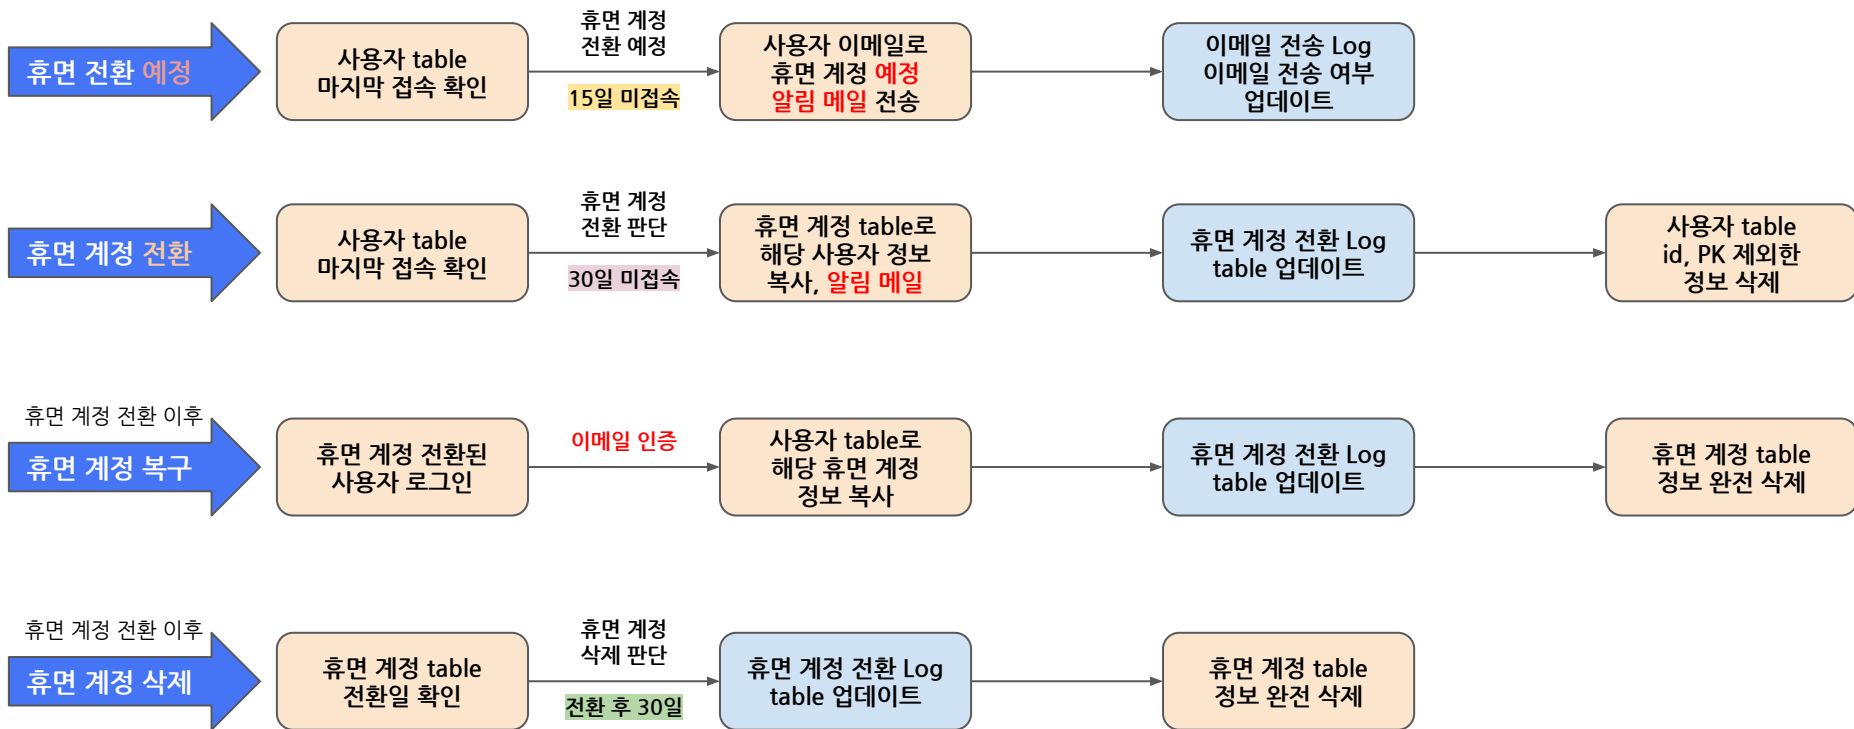 휴면 전환 예정
사용자 table
마지막 접속 확인
휴면 계정
전환 예정
15일 미접속
사용자 이메일로
휴면 계정 예정
알림 메일 전송
이메일 전송 Log
이메일 전송 여부
업데이트
휴면 계정 전환
사용자 table
마지막 접속 확인
휴면 계정
전환 판단
30일 미접속
휴면 계정 table로
해당 사용자 정보
복사, 알림 메일
휴면 계정 전환 Log
table 업데이트
사용자 table
id, PK 제외한
정보 삭제
휴면 계정 전환 이후
휴면 계정 복구
휴면 계정 전환된
사용자 로그인
이메일 인증
사용자 table로
해당 휴면 계정
정보 복사
휴면 계정 전환 Log
table 업데이트
휴면 계정 table
정보 완전 삭제
휴면 계정 전환 이후
휴면 계정 삭제
휴면 계정 table
전환일 확인
휴면 계정
삭제 판단
전환 후 30일
휴면 계정 전환 Log
table 업데이트
휴면 계정 table
정보 완전 삭제